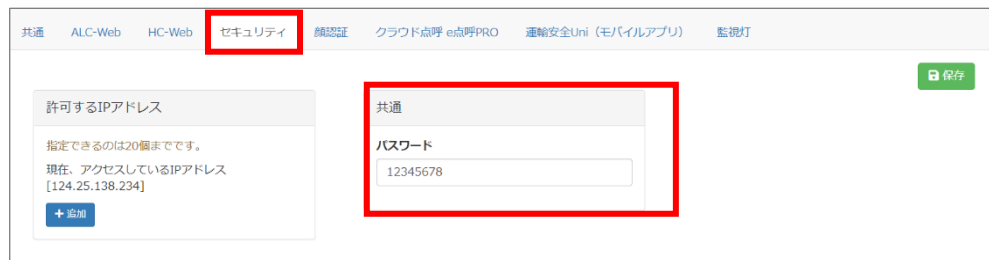 共通 ALC-Web HC-Web セキュリティ 顔認証 クラウド点呼 e点呼PRO 運輸安全Uni（モバイルアプリ） 監視灯
保存
許可するIPアドレス
指定できるのは20個までです。
現在、アクセスしているIPアドレス
[124.25.138.234]
+追加
共通
パスワード
12345678